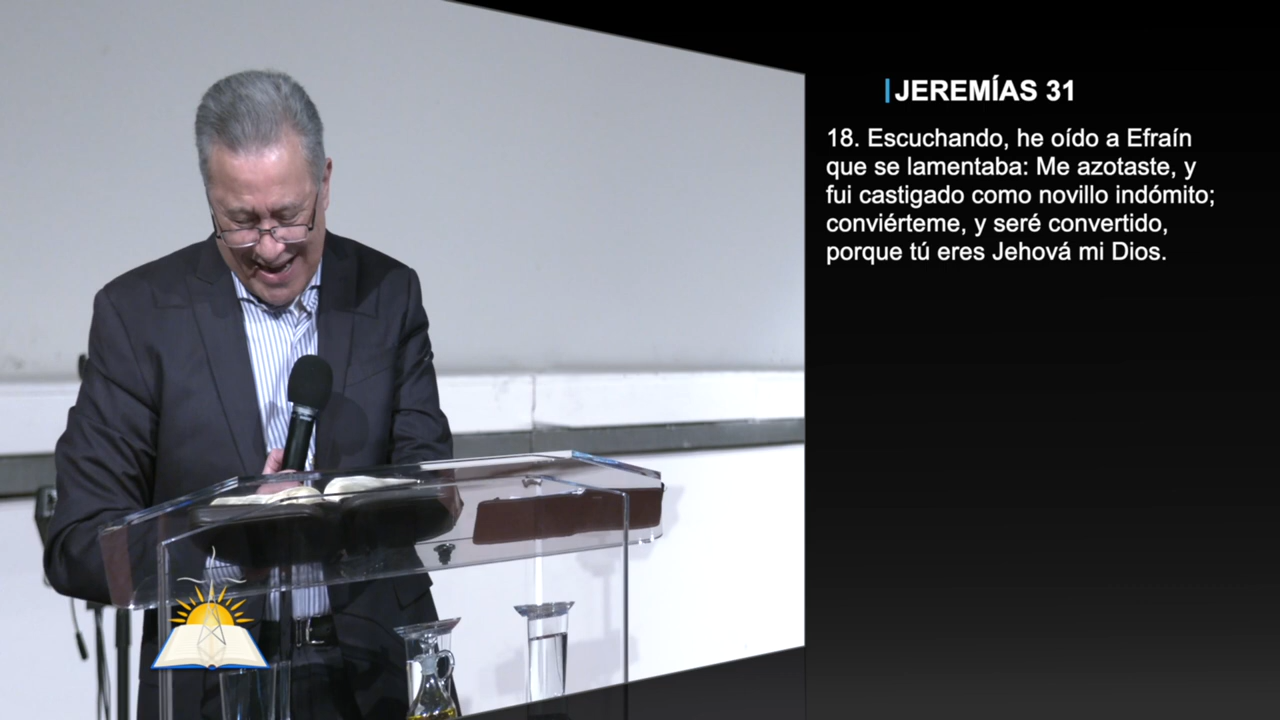 JEREMÍAS 31
18. Escuchando, he oído a Efraín
que se lamentaba: Me azotaste, y
fui castigado como novillo indómito;
conviérteme, y seré convertido,
porque tú eres Jehová mi Dios.